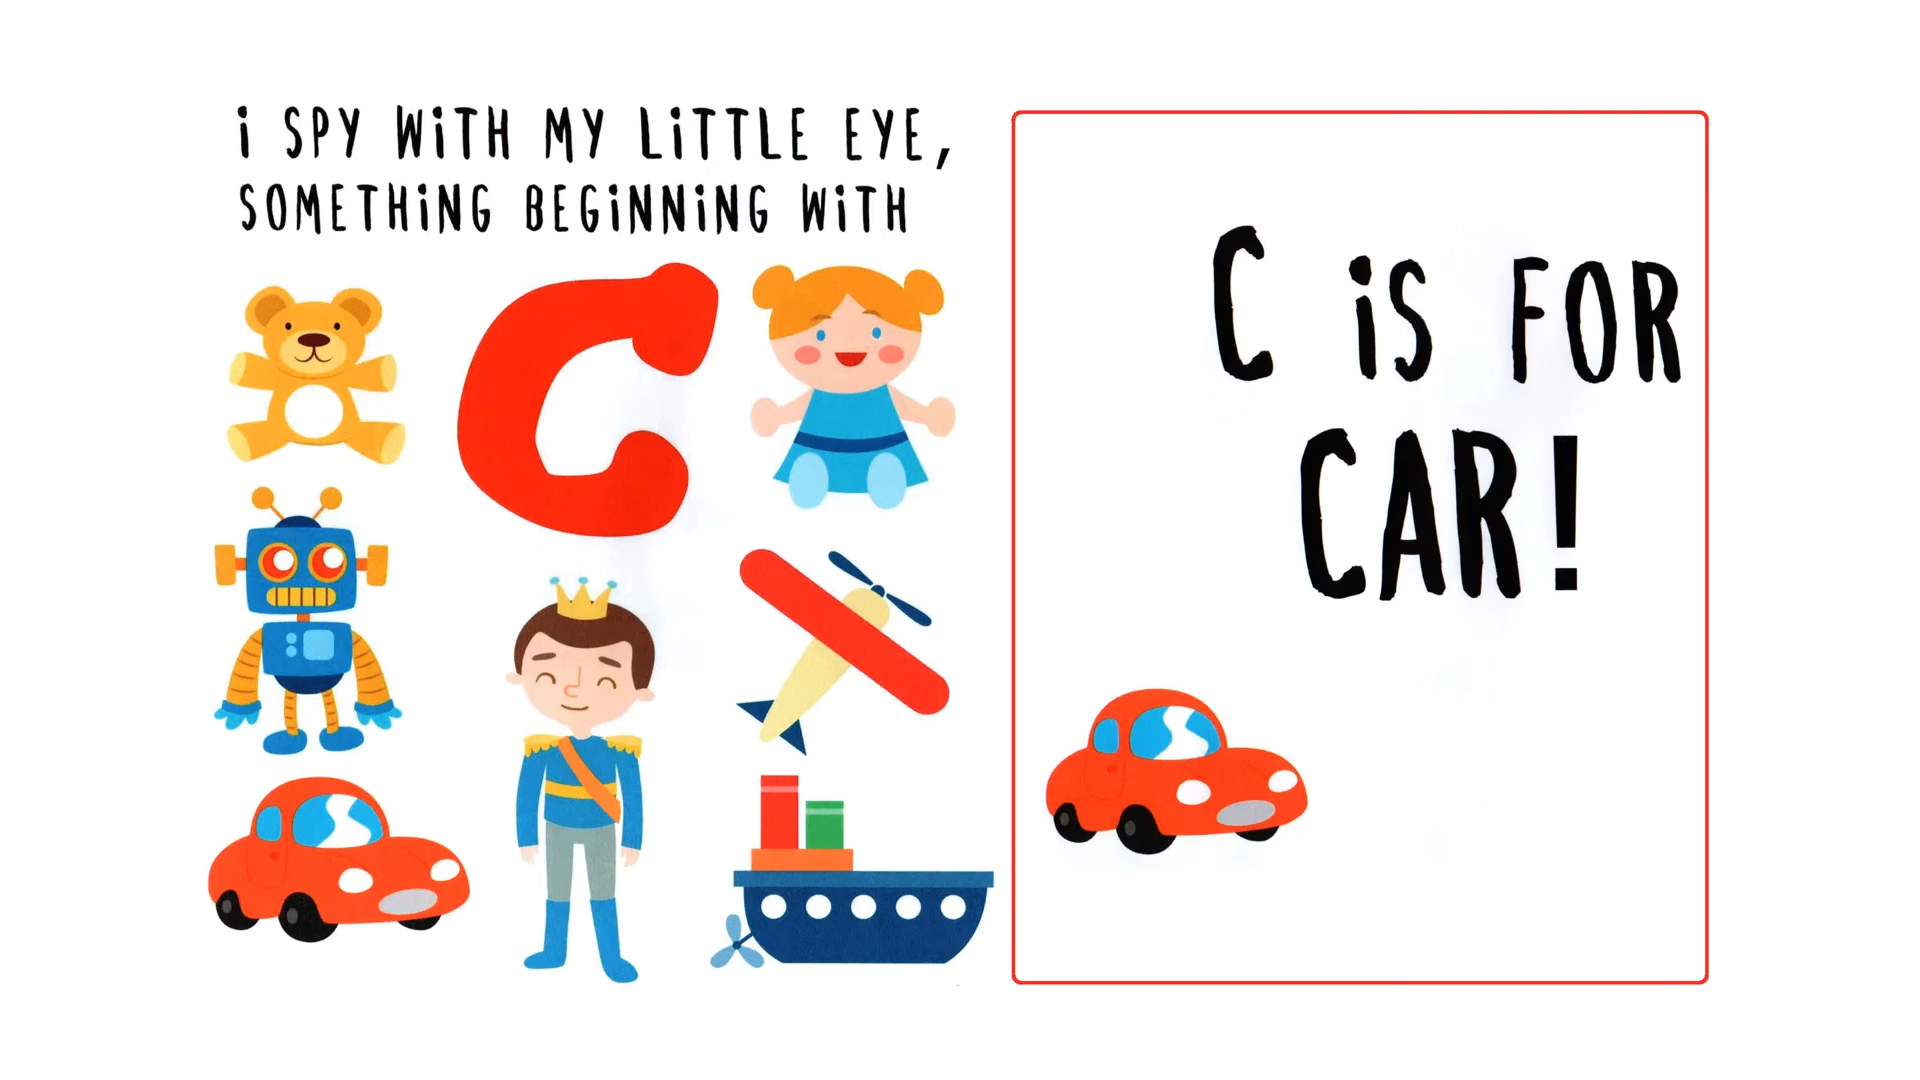 i SPY WiTH MY LiTTLE EYE,
SOMETHiNG BEGiNNiNG WiTH
C
C iS FOR
CAR!